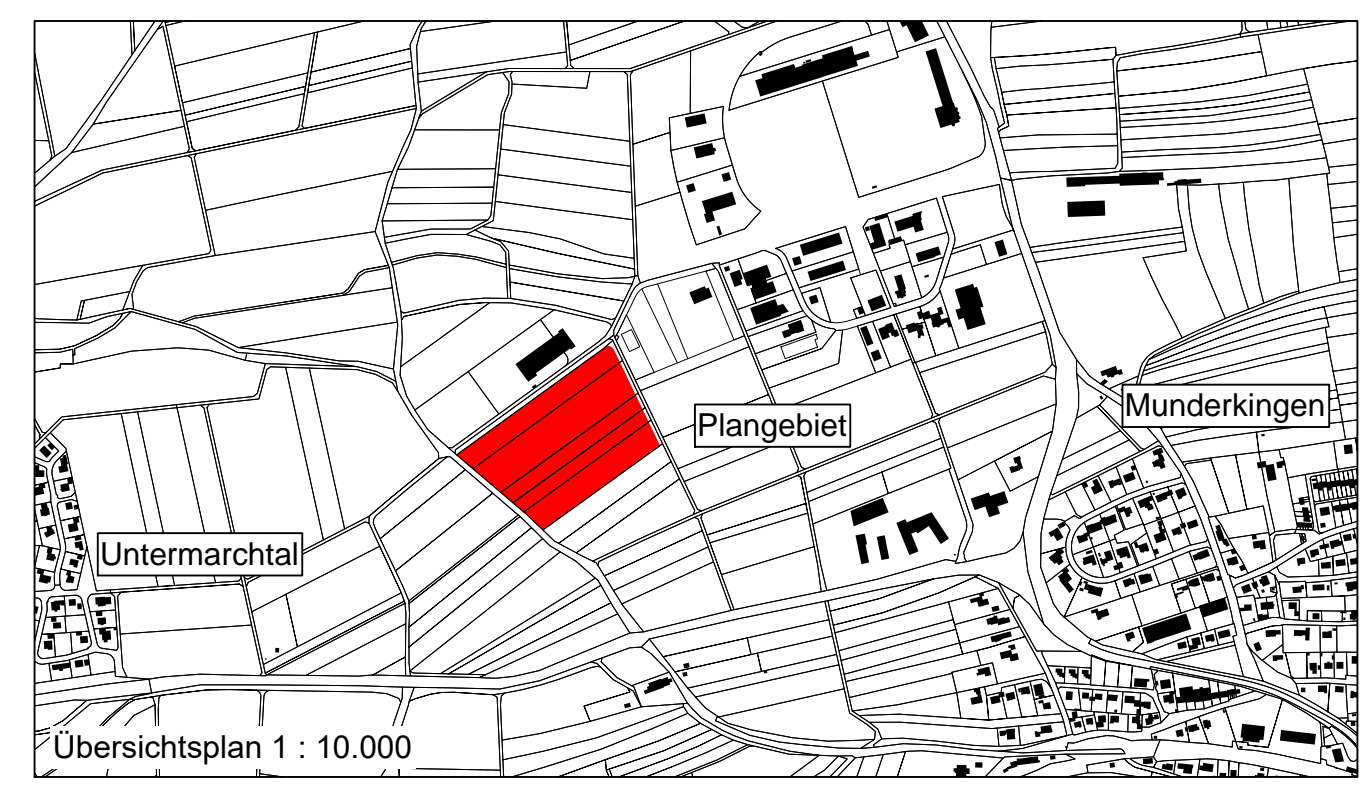 Munderkingen
Plangebiet
Untermarchtal
Übersichtsplan 1 : 10.000